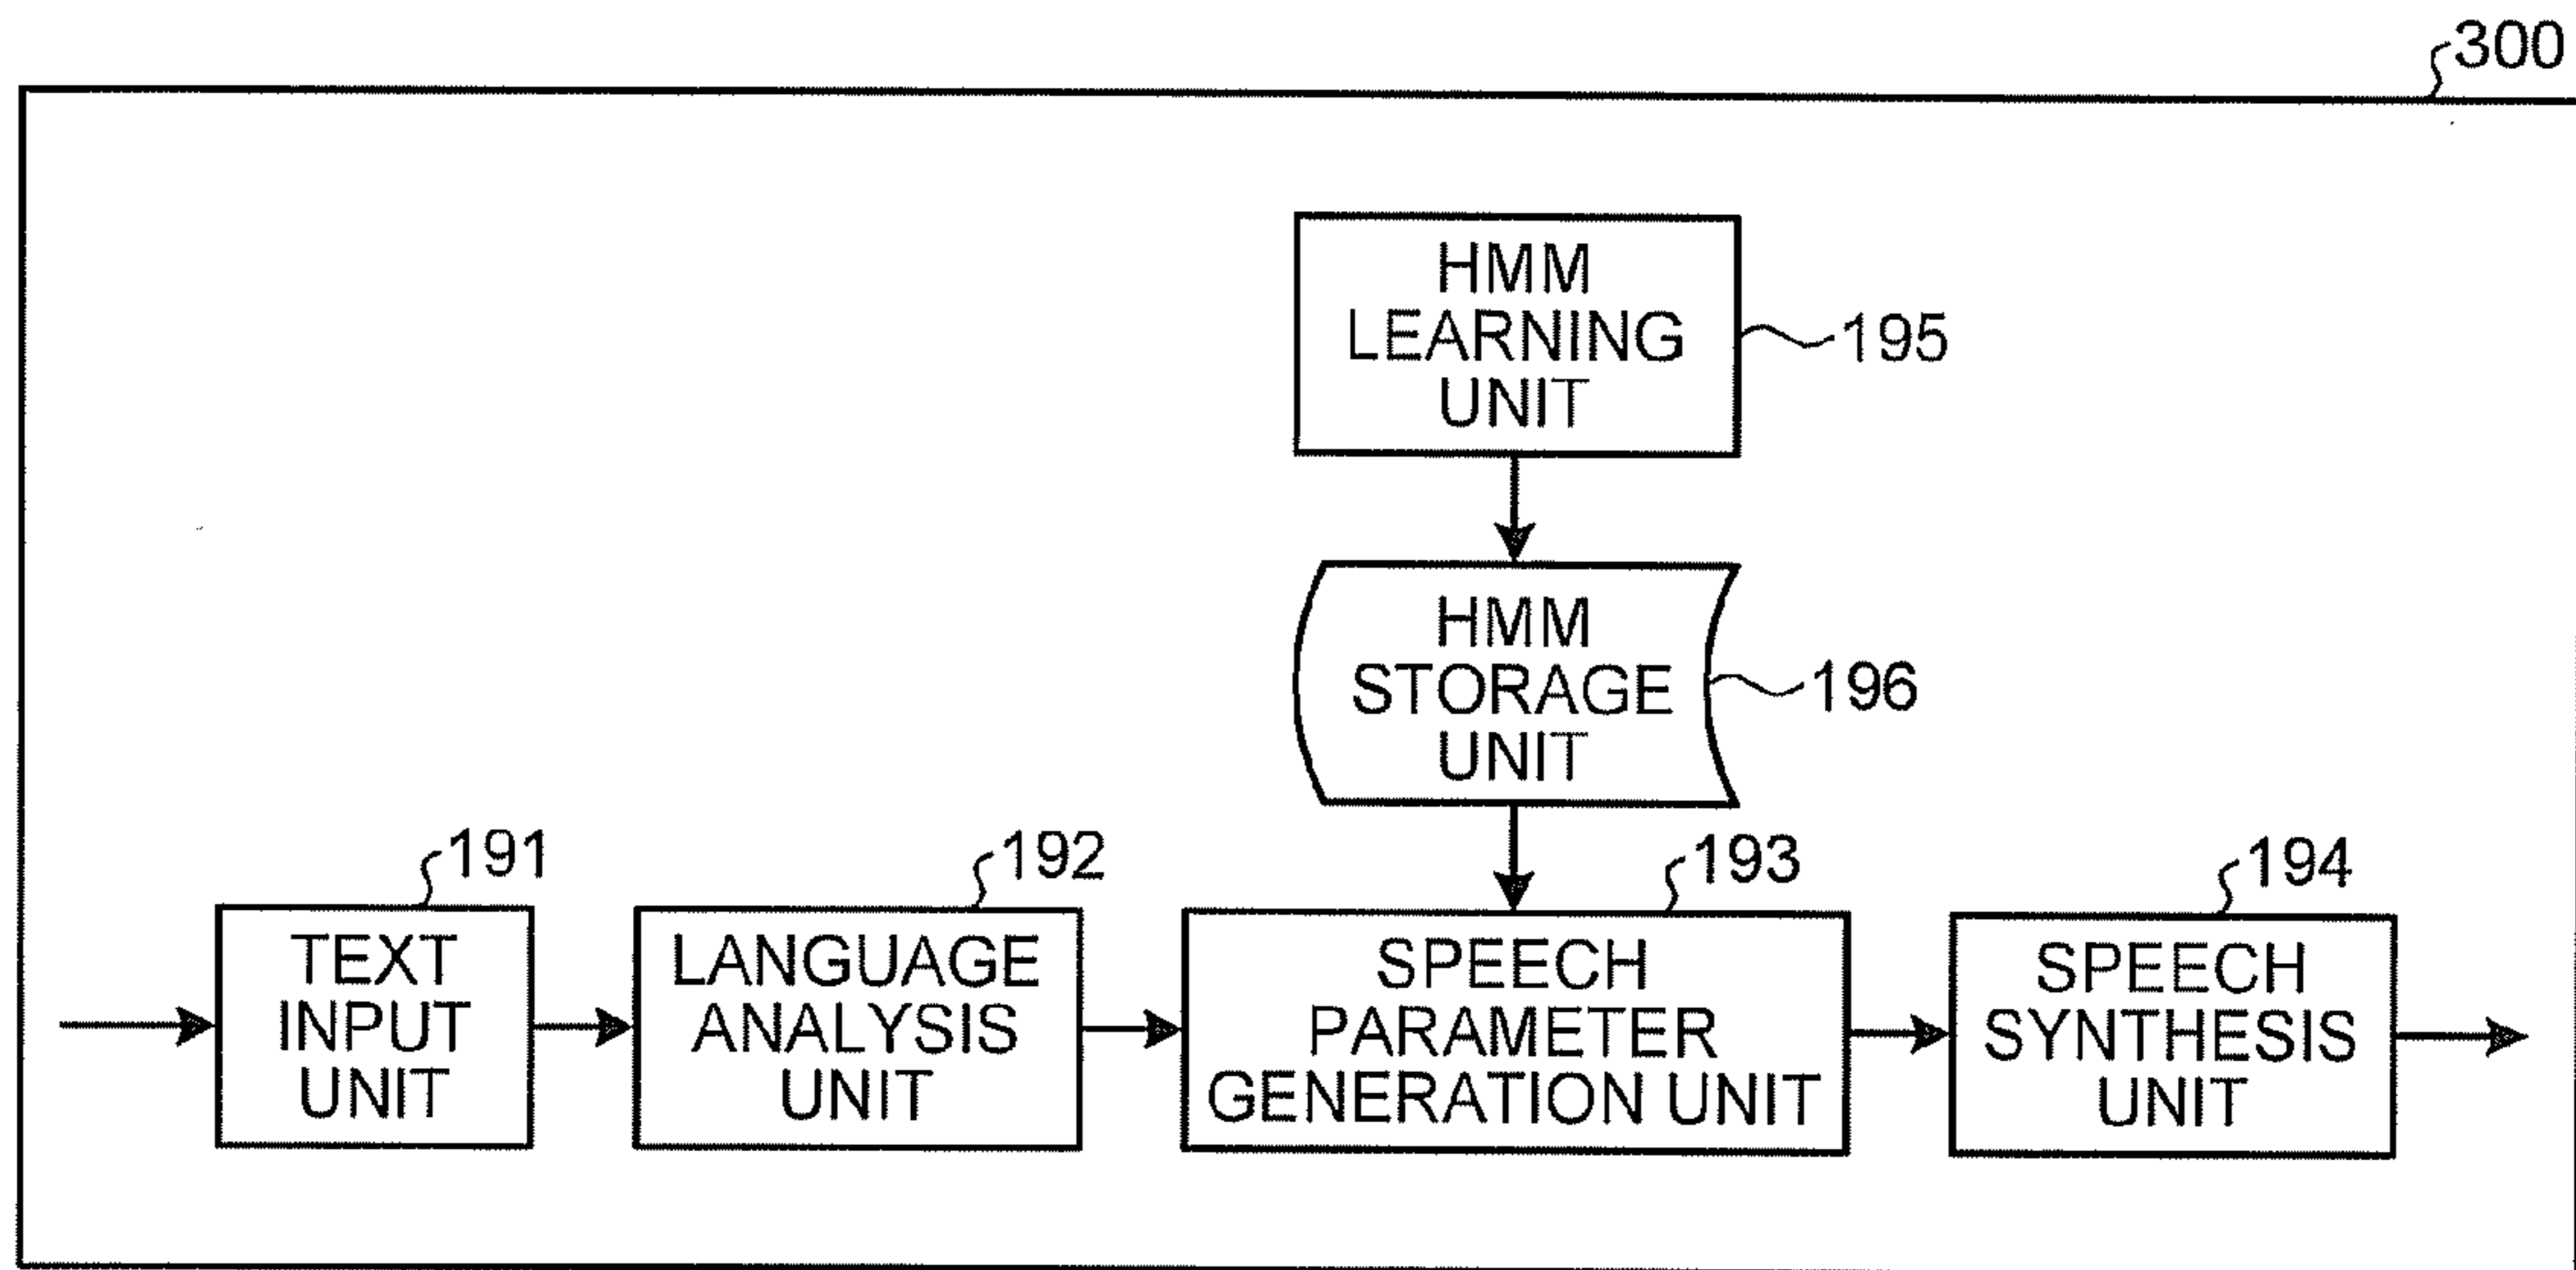 300
HMM
LEARNING
UNIT
195
HMM
STORAGE
UNIT
196
191
192
193
194
TEXT
INPUT
UNIT
LANGUAGE
ANALYSIS
UNIT
SPEECH
PARAMETER
GENERATION UNIT
SPEECH
SYNTHESIS
UNIT